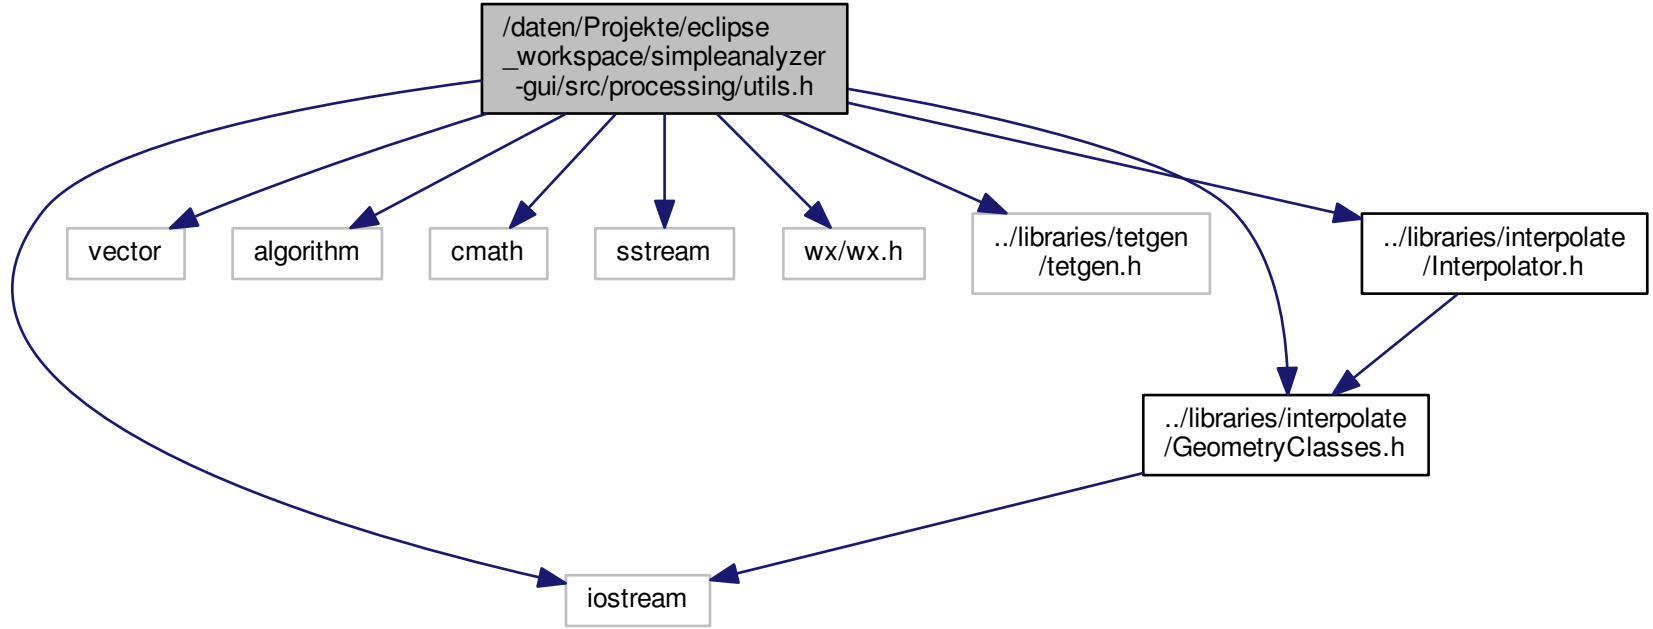 /daten/Projekte/eclipse
_workspace/simpleanalyzer
-gui/src/processing/utils.h
vector
algorithm
cmath
sstream
wx/wx.h
../libraries/tetgen
/tetgen.h
../libraries/interpolate
/Interpolator.h
../libraries/interpolate
/GeometryClasses.h
iostream